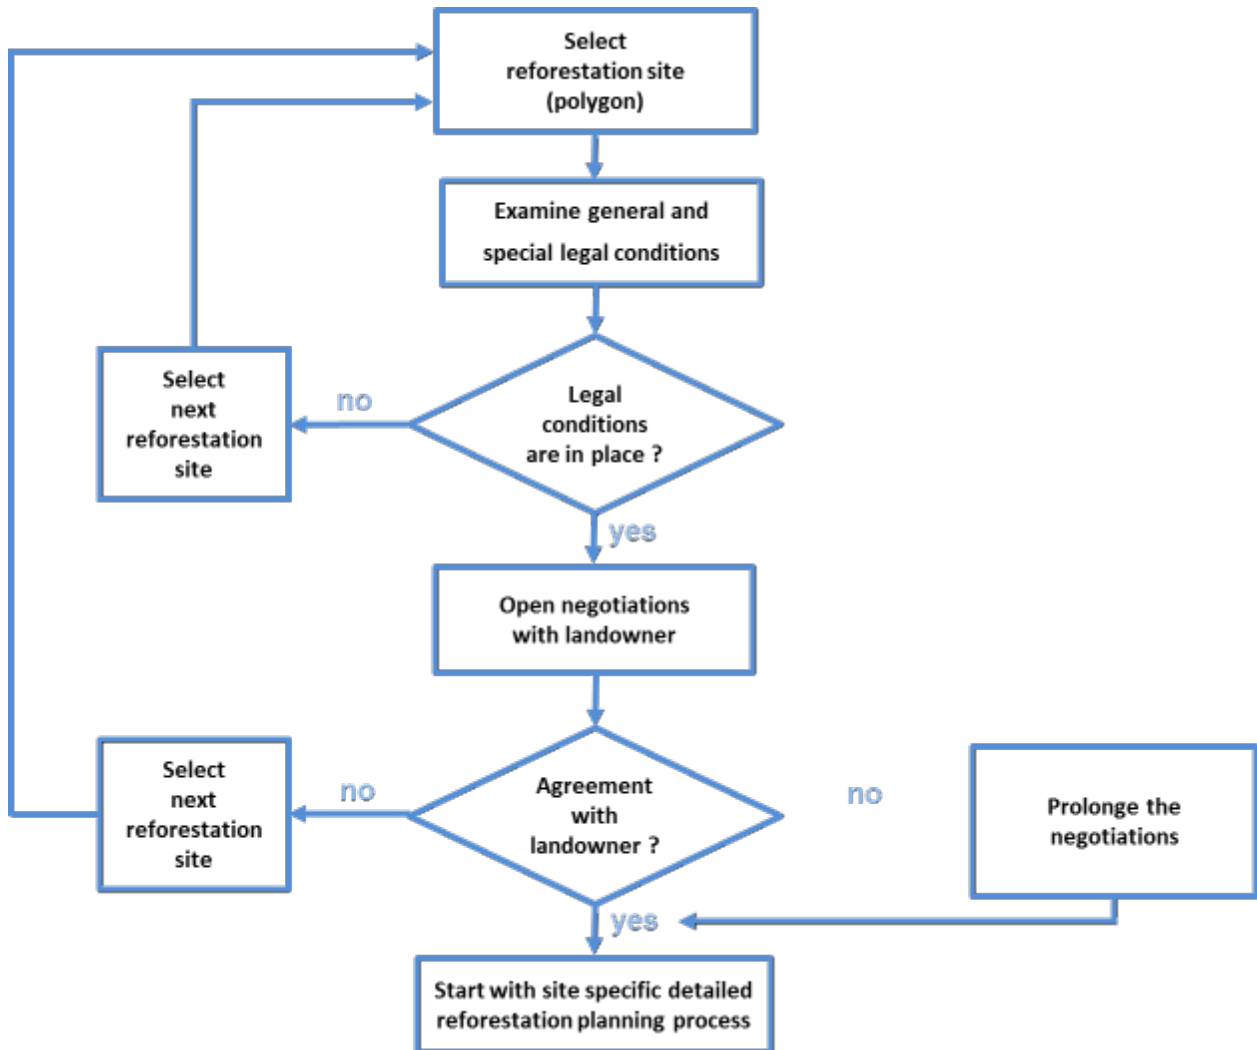 Select
reforestation site
(polygon)
Examine general and
special legal conditions
Select
next
reforestation
site
no
Legal
conditions
are in place ?
yes
Open negotiations
with landowner
Select
next
reforestation
site
no
Agreement
with
landowner ?
no
Prolonge the
negotiations
yes
Start with site specific detailed
reforestation planning process